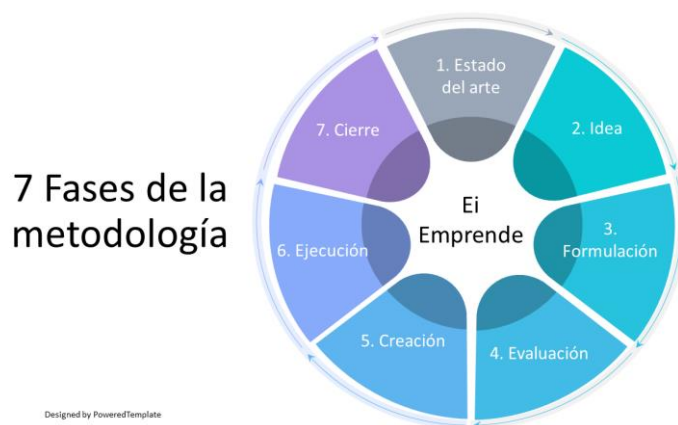 7 Fases de la
metodología
1. Estado
del arte
2. Idea
3.
Formulación
4. Evaluación
5. Creación
6. Ejecución
7. Cierre
Ei
Emprende
Designed by PoweredTemplate